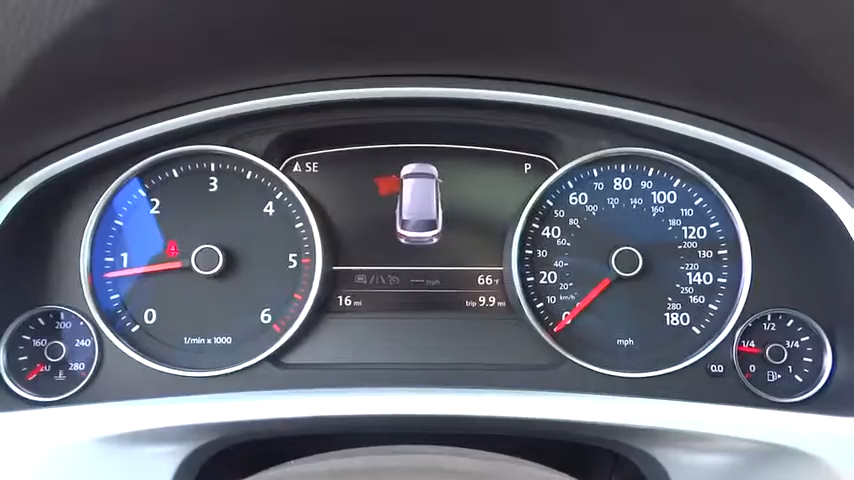 SE P
mph 66°F
16 mi trip 9.9 mi
0 1 2 3 4 5 6
1/min x 1000
0 10 20 30 40 50 60 70 80 90 100 110 120 130 140 160 180
20 40 60 80 100 120 140 160 180 200 220 240 260 280
km/h
mph
160 200 240 280
0 1/4 1/2 3/4 1
0.0